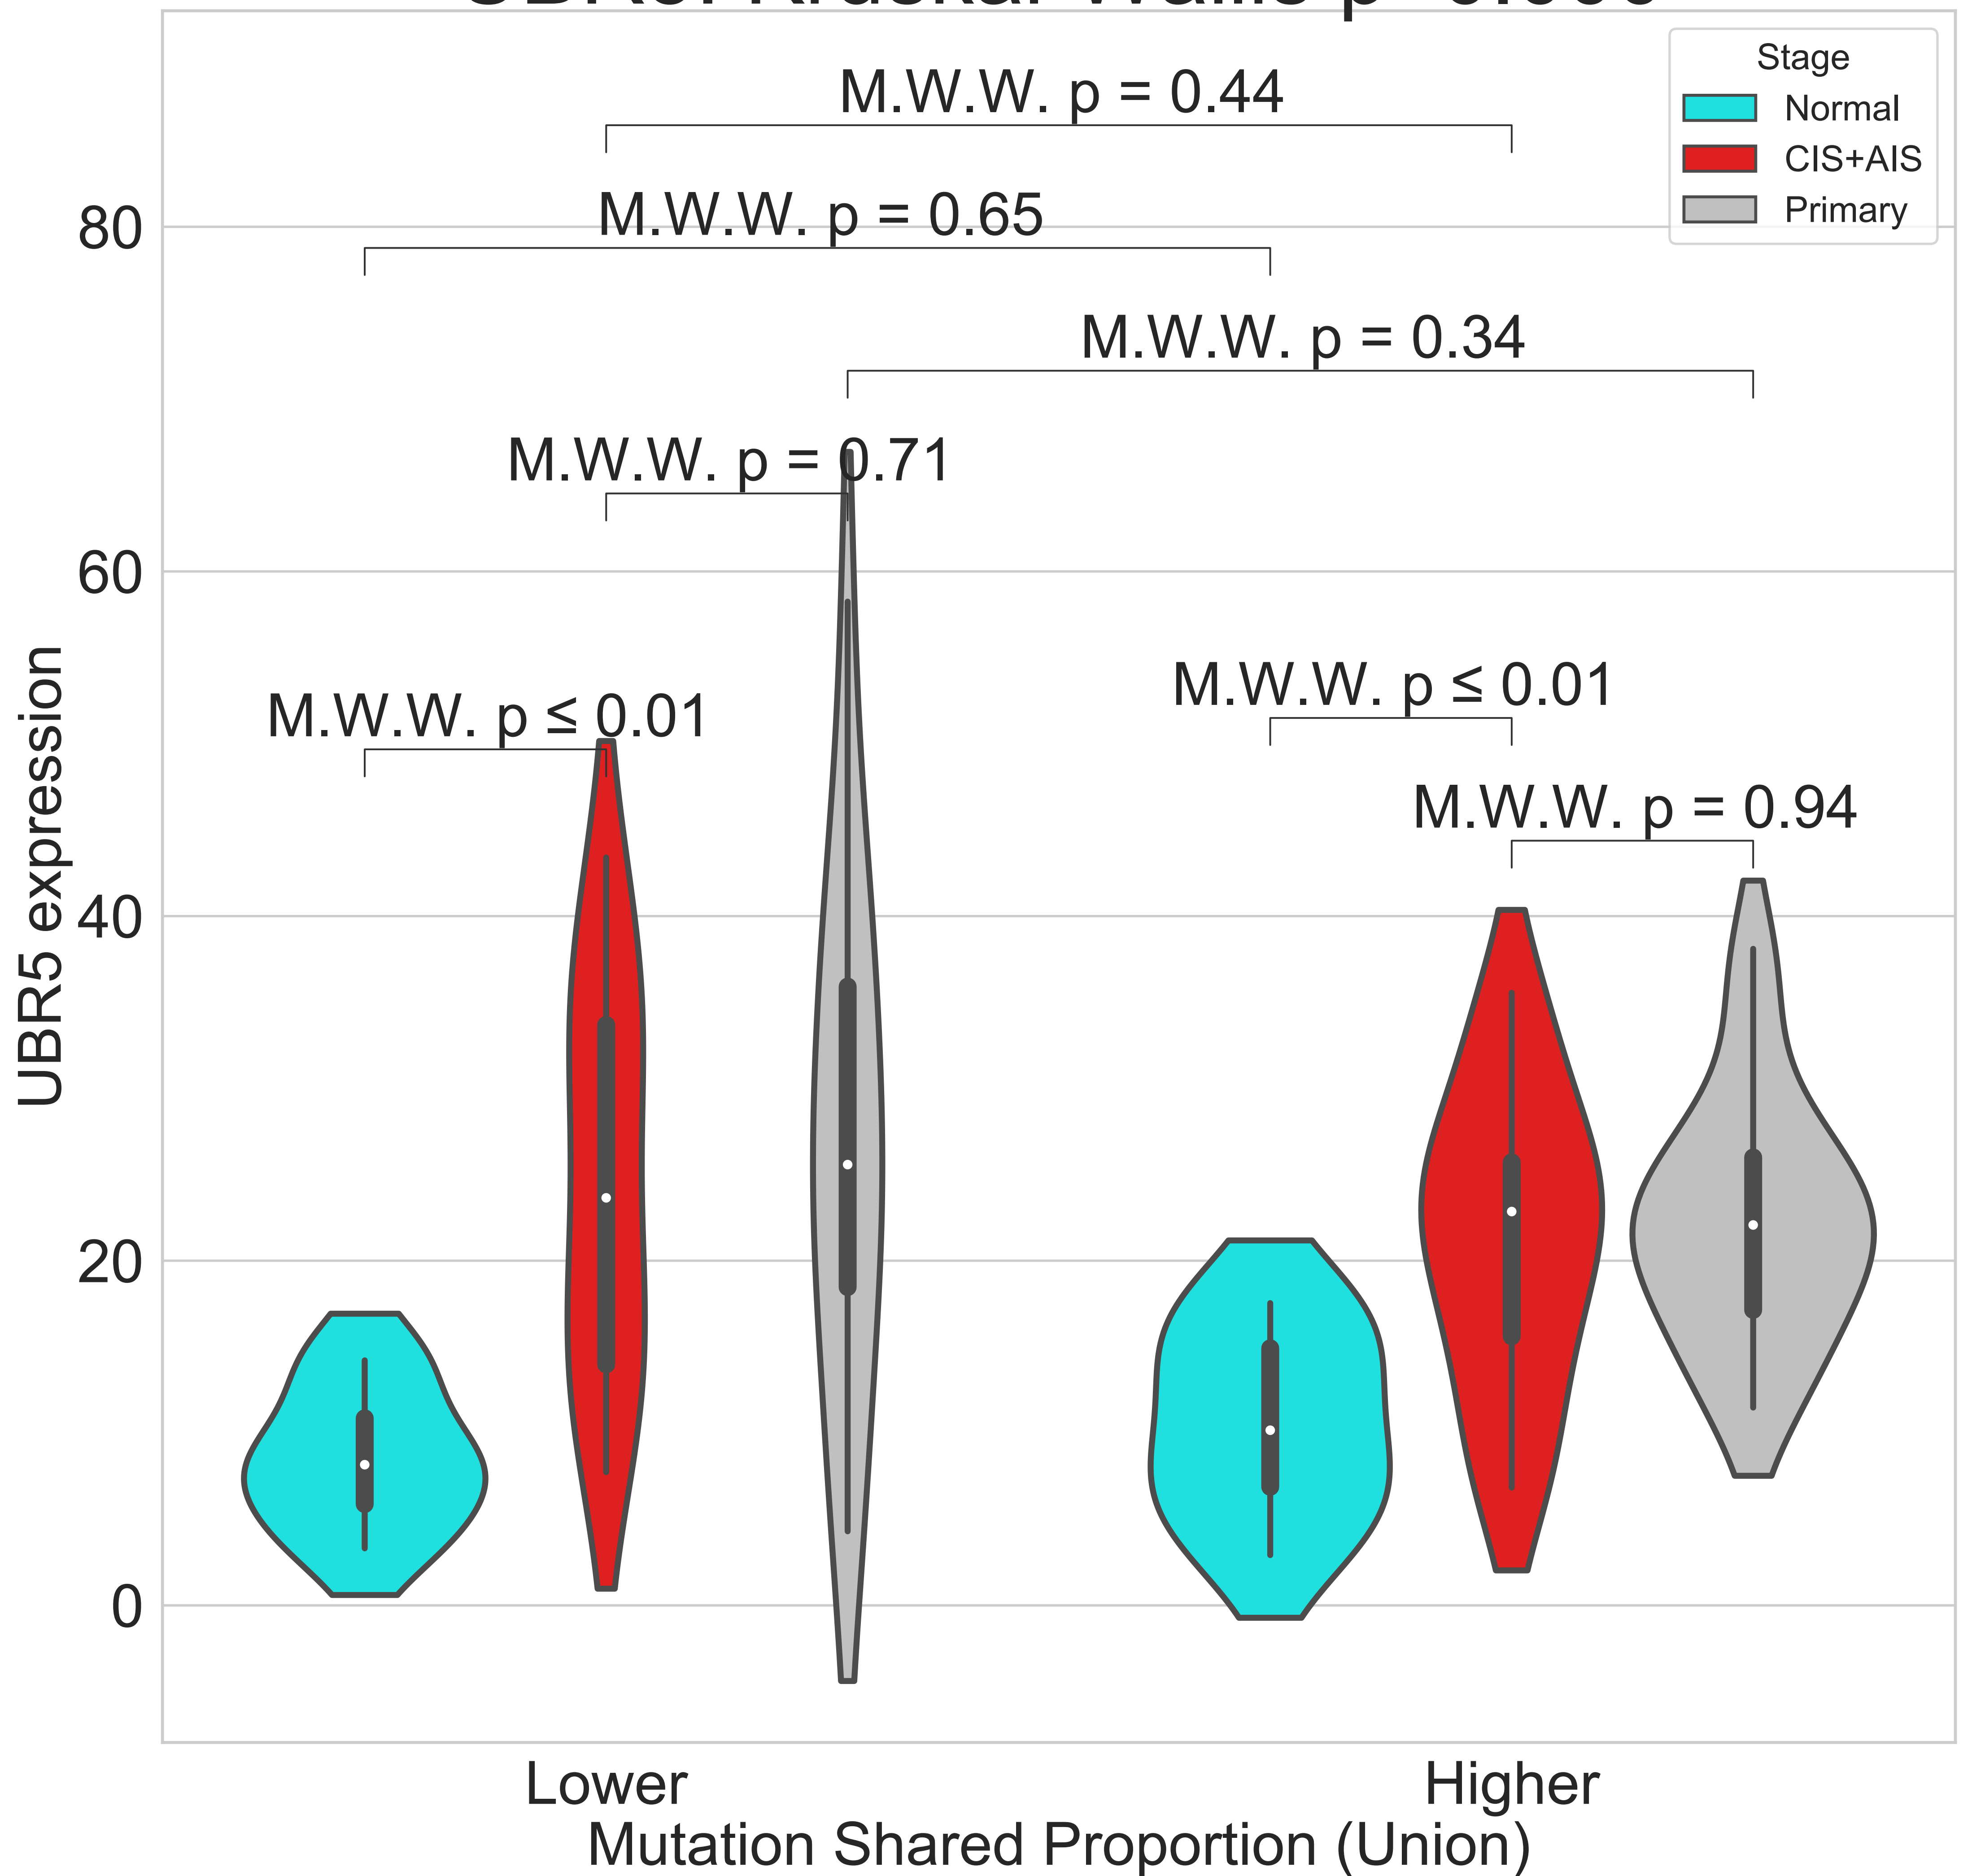 Stage
Normal
CIS+AIS
Primary
M.W.W. p = 0.44
M.W.W. p = 0.65
M.W.W. p = 0.34
M.W.W. p = 0.71
M.W.W. p ≤ 0.01
M.W.W. p ≤ 0.01
M.W.W. p = 0.94
80
60
40
20
0
UBR5 expression
Lower
Higher
Mutation Shared Proportion (Union)